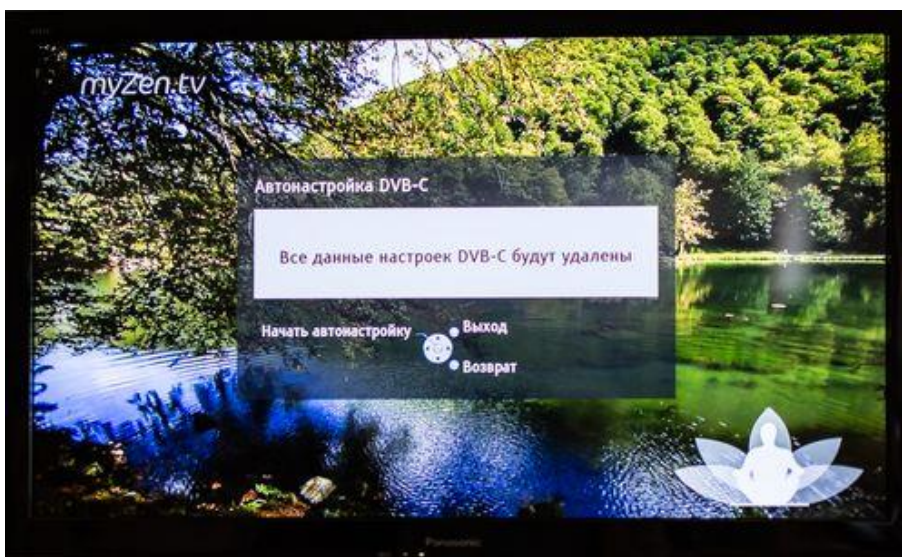 myZen.tv
Автонастройка DVB-C
Все данные настроек DVB-C будут удалены
Начать автонастройку
Выход
Возврат
Panasonic